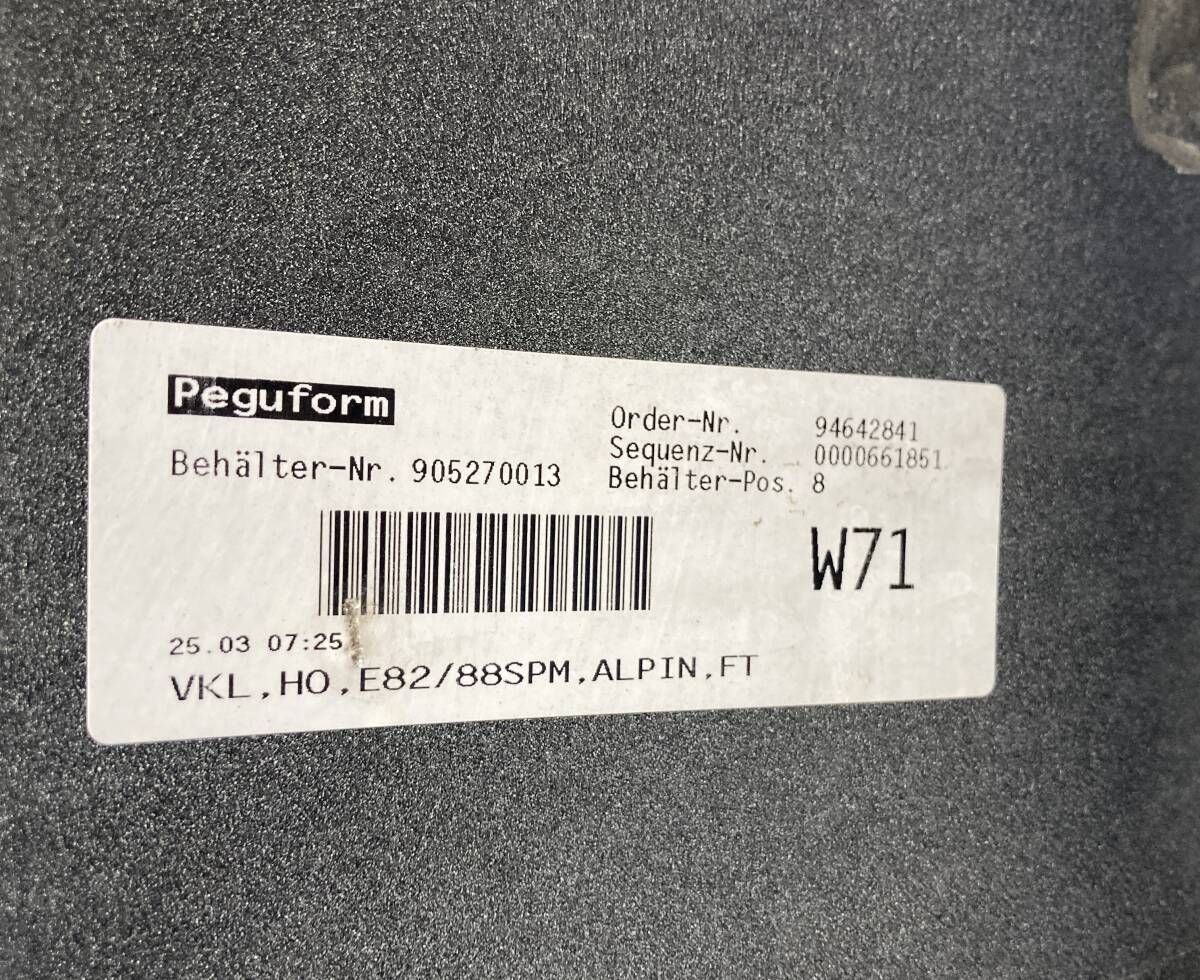 Peguform
Behälter-Nr. 905270013
Order-Nr. 94642841
Sequenz-Nr. 0000661851
Behälter-Pos. 8
W71
25.03 07:25
VKL,HO,E82/88SPM,ALPIN,FT